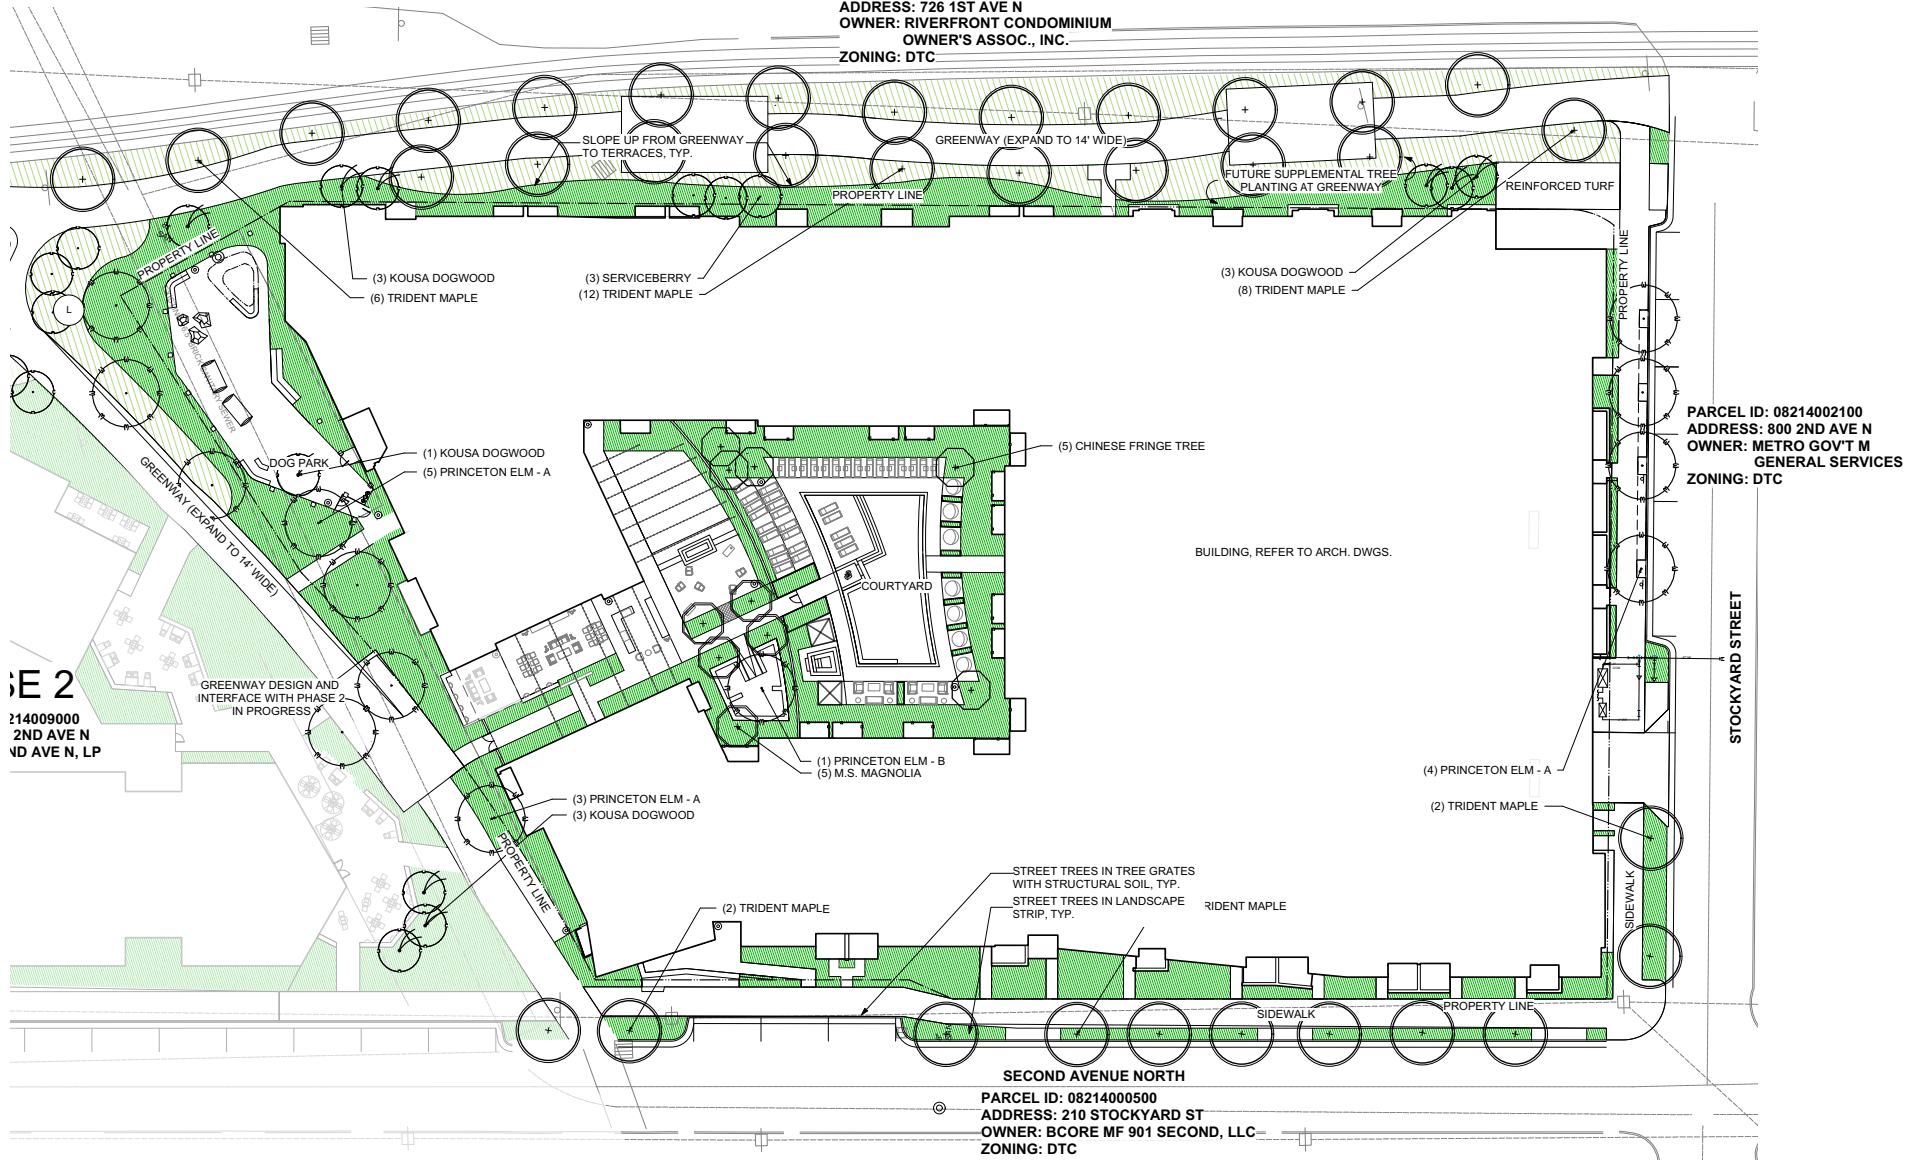 ADDRESS: 726 1ST AVE N
OWNER: RIVERFRONT CONDOMINIUM
OWNER'S ASSOC., INC.
ZONING: DTC
SLOPE UP FROM GREENWAY
TO TERRACES, TYP.
GREENWAY (EXPAND TO 14' WIDE)
FUTURE SUPPLEMENTAL TREE
PLANTING AT GREENWAY
REINFORCED TURF
PROPERTY LINE
PROPERTY LINE
PROPERTY LINE
(3) KOUSA DOGWOOD
(6) TRIDENT MAPLE
(3) SERVICEBERRY
(12) TRIDENT MAPLE
(3) KOUSA DOGWOOD
(8) TRIDENT MAPLE
L
BRICK SANITARY SEWER
PARCEL ID: 08214002100
ADDRESS: 800 2ND AVE N
OWNER: METRO GOV'T M
GENERAL SERVICES
ZONING: DTC
DOG PARK
(1) KOUSA DOGWOOD
(5) PRINCETON ELM - A
(5) CHINESE FRINGE TREE
GREENWAY (EXPAND TO 14' WIDE)
BUILDING, REFER TO ARCH. DWGS.
COURTYARD
STOCKYARD STREET
SE 2
214009000
2ND AVE N
ND AVE N, LP
GREENWAY DESIGN AND
INTERFACE WITH PHASE 2
IN PROGRESS
(1) PRINCETON ELM - B
(5) M.S. MAGNOLIA
(4) PRINCETON ELM - A
(2) TRIDENT MAPLE
(3) PRINCETON ELM - A
(3) KOUSA DOGWOOD
PROPERTY LINE
STREET TREES IN TREE GRATES
WITH STRUCTURAL SOIL, TYP.
STREET TREES IN LANDSCAPE
STRIP, TYP.
RIDENT MAPLE
(2) TRIDENT MAPLE
SIDEWALK
PROPERTY LINE
SIDEWALK
SECOND AVENUE NORTH
PARCEL ID: 08214000500
ADDRESS: 210 STOCKYARD ST
OWNER: BCORE MF 901 SECOND, LLC
ZONING: DTC